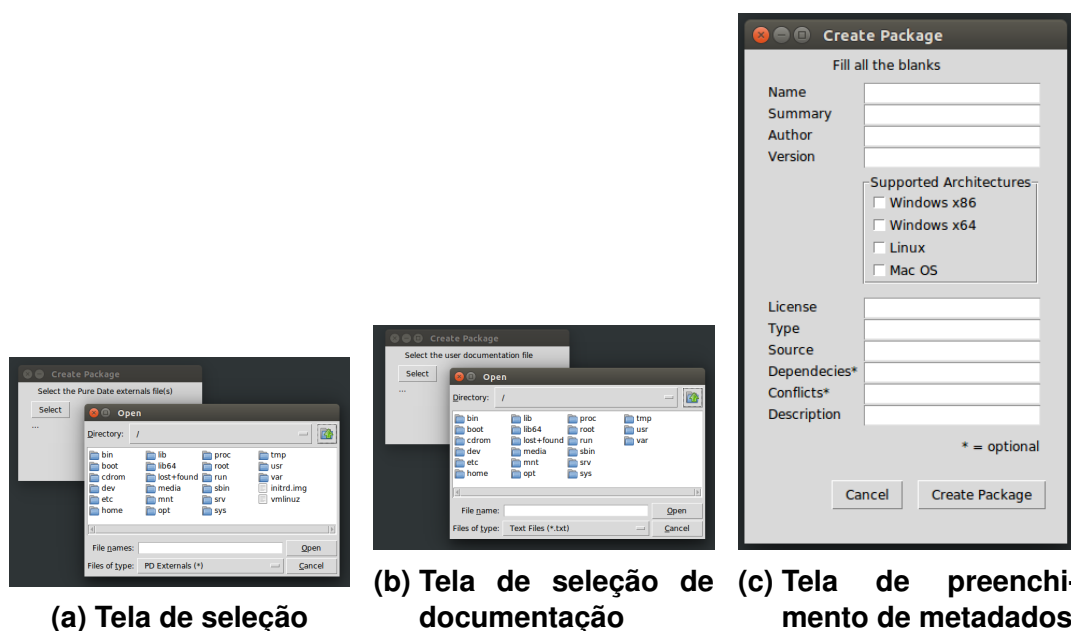 Create Package
Select the Pure Date externals file(s)
Select
...
Open
Directory: /
bin lib proc tmp
boot lib64 root usr
cdrom lost+found run var
dev media sbin initrd.img
etc mnt srv vmlinuz
home opt sys
File names:
Open
Files of type: PD Externals (*)
Cancel
(a) Tela de seleção
Create Package
Select the user documentation file
Select
...
Open
Directory: /
bin lib proc tmp
boot lib64 root usr
cdrom lost+found run var
dev media sbin
etc mnt srv
home opt sys
File name:
Open
Files of type: Text Files (*.txt)
Cancel
(b) Tela de seleção de
documentação
Create Package
Fill all the blanks
Name
Summary
Author
Version
Supported Architectures
Windows x86
Windows x64
Linux
Mac OS
License
Type
Source
Dependecies*
Conflicts*
Description
* = optional
Cancel Create Package
(c) Tela de preenchi-
mento de metadados